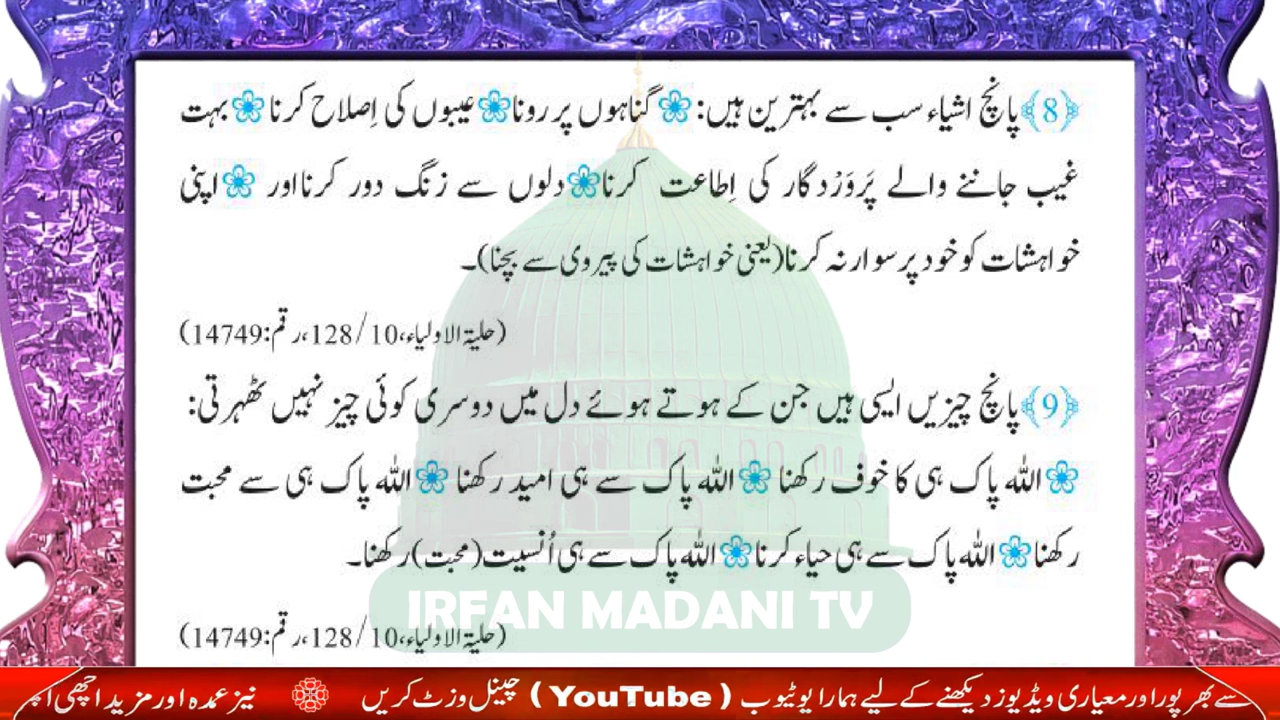 ﴿8﴾ پانچ اشیاء سب سے بہترین ہیں: ❀ گناہوں پر رونا ❀ عیبوں کی اِصلاح کرنا ❀ بہت
غیب جاننے والے پَروَرْدگار کی اِطاعت کرنا ❀ دلوں سے زنگ دور کرنا اور ❀ اپنی
خواہشات کو خود پر سوار نہ کرنا (یعنی خواہشات کی پیروی سے بچنا)۔
(حلیۃ الاولیاء، 10/128، رقم: 14749)
﴿9﴾ پانچ چیزیں ایسی ہیں جن کے ہوتے ہوئے دل میں دوسری کوئی چیز نہیں ٹھہرتی:
❀ اللہ پاک ہی کا خوف رکھنا ❀ اللہ پاک سے ہی امید رکھنا ❀ اللہ پاک ہی سے محبت
رکھنا ❀ اللہ پاک سے ہی حیاء کرنا ❀ اللہ پاک سے ہی اُنسیت (محبت) رکھنا۔
IRFAN MADANI TV
(حلیۃ الاولیاء، 10/128، رقم: 14749)
سے بھرپور اور معیاری ویڈیوز دیکھنے کے لیے ہمارا یوٹیوب ( YouTube ) چینل وزٹ کریں نیز عمدہ اور مزید اچھی